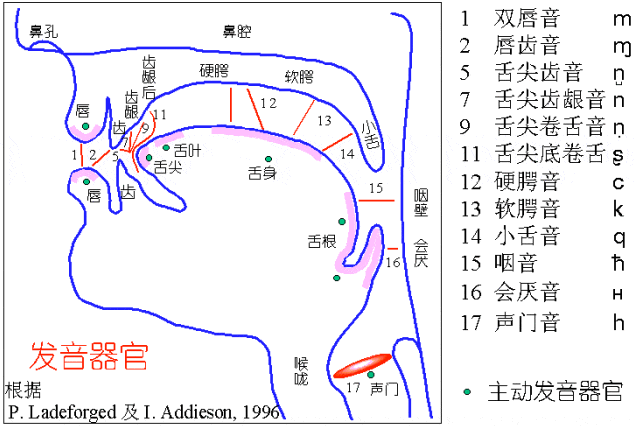 鼻孔
鼻腔
齿龈后
齿龈
齿
硬腭
软腭
小舌
唇
11
9
7
12
13
14
1
2
5
舌叶
舌尖
舌身
唇
齿
15
咽壁
舌根
16
会厌
发音器官
喉咙
17 声门
根据
P. Ladeforged 及 I. Addieson, 1996
1 双唇音 m
2 唇齿音 ɱ
5 舌尖齿音 n̪
7 舌尖齿龈音 n
9 舌尖卷舌音 ṇ
11 舌尖底卷舌 ʂ
12 硬腭音 c
13 软腭音 k
14 小舌音 q
15 咽音 ħ
16 会厌音 ʜ
17 声门音 h
主动发音器官